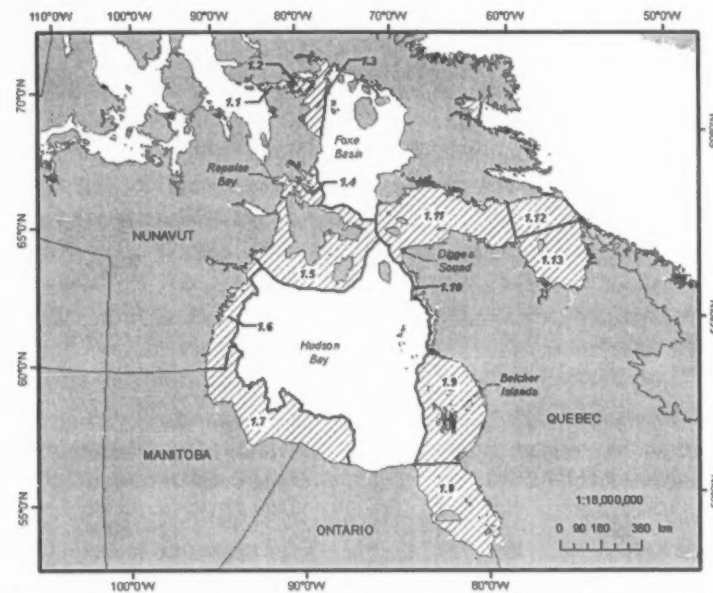 110°0'W 100°0'W 90°0'W 80°0'W 70°0'W 60°0'W 50°0'W
1.2
1.3
1.1
70°0'N
Foxe
Basin
Repulse
Bay
1.4
1.11
1.12
65°0'N
NUNAVUT
Digges
Sound
1.13
1.5
1.10
1.6
Hudson
Bay
60°0'N
1.9
Belcher
Islands
1.7
QUEBEC
MANITOBA
1.8
1:18,000,000
55°0'N
ONTARIO
0 90 180 360 km
100°0'W 90°0'W 80°0'W